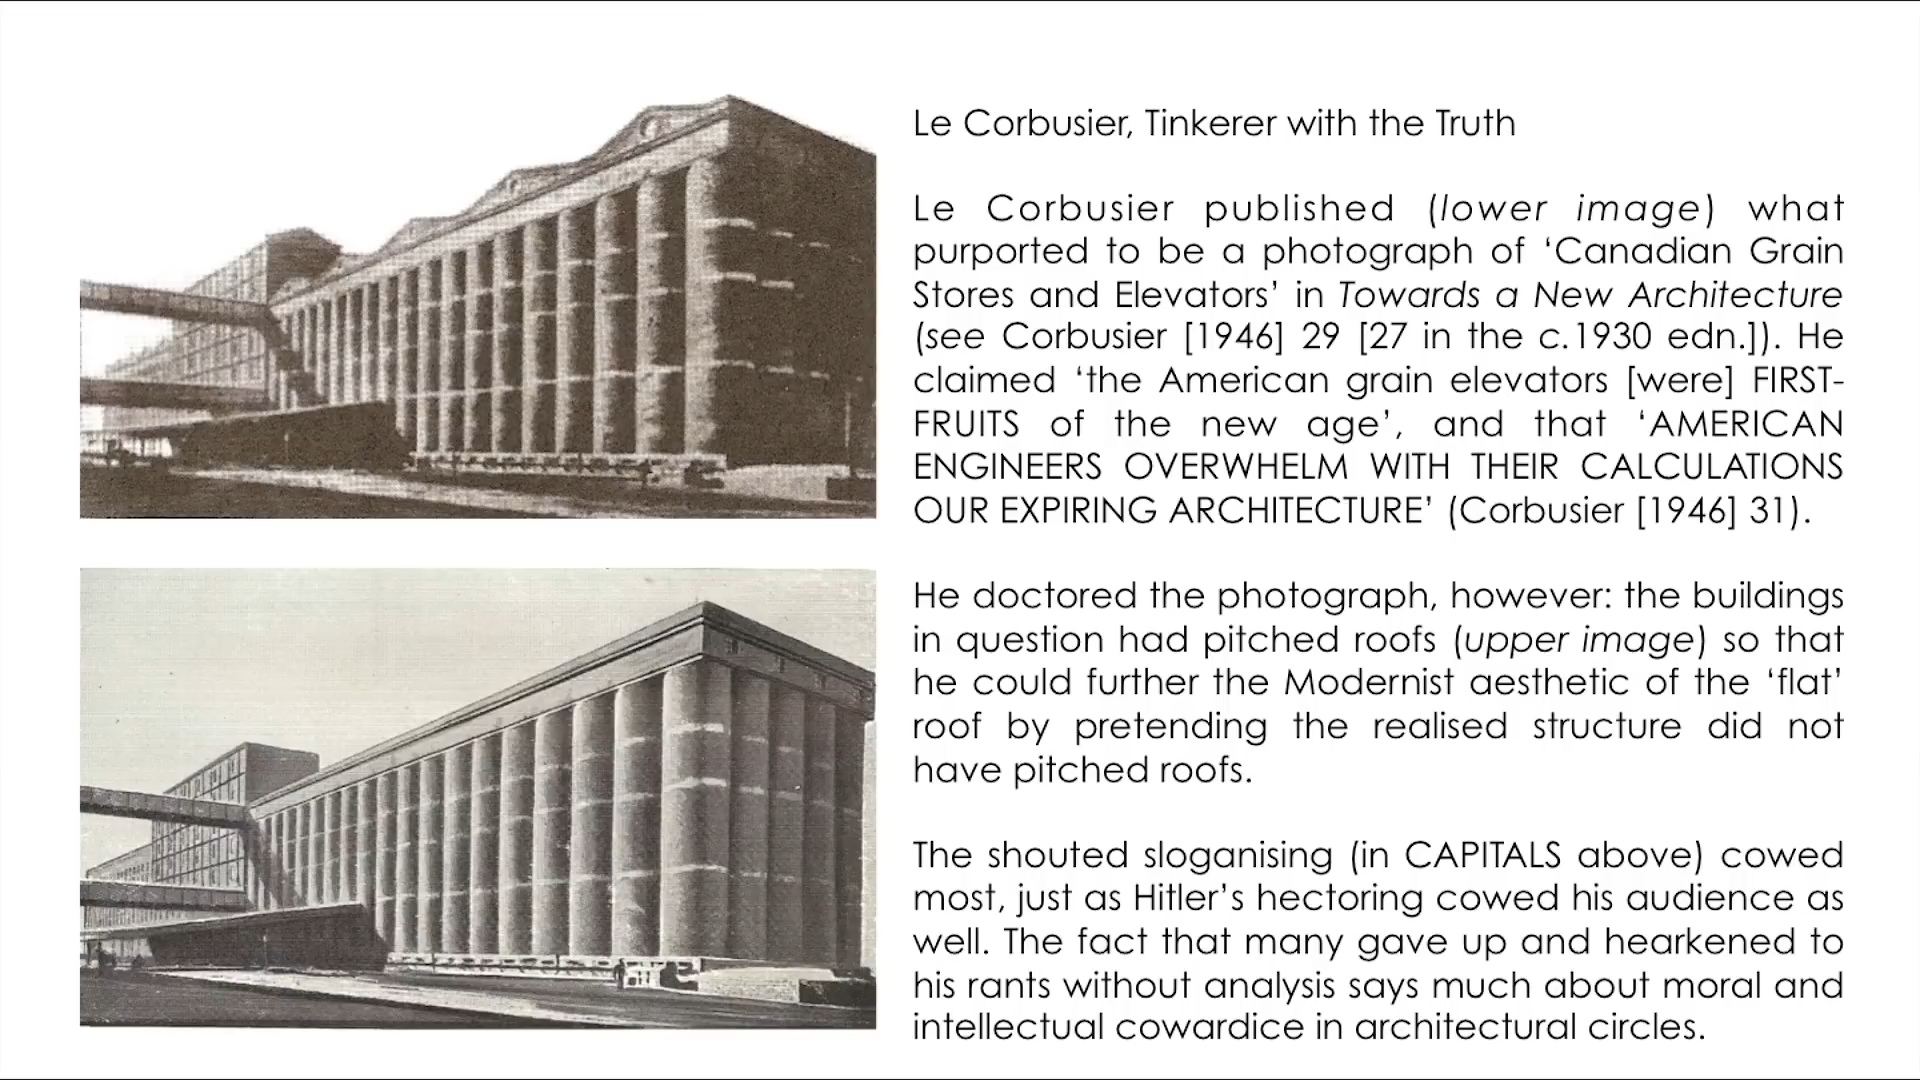 Le Corbusier, Tinkerer with the Truth
Le Corbusier published (lower image) what
purported to be a photograph of ‘Canadian Grain
Stores and Elevators’ in Towards a New Architecture
(see Corbusier [1946] 29 [27 in the c.1930 edn.]). He
claimed ‘the American grain elevators [were] FIRST-
FRUITS of the new age’, and that ‘AMERICAN
ENGINEERS OVERWHELM WITH THEIR CALCULATIONS
OUR EXPIRING ARCHITECTURE’ (Corbusier [1946] 31).
He doctored the photograph, however: the buildings
in question had pitched roofs (upper image) so that
he could further the Modernist aesthetic of the ‘flat’
roof by pretending the realised structure did not
have pitched roofs.
The shouted sloganising (in CAPITALS above) cowed
most, just as Hitler’s hectoring cowed his audience as
well. The fact that many gave up and hearkened to
his rants without analysis says much about moral and
intellectual cowardice in architectural circles.